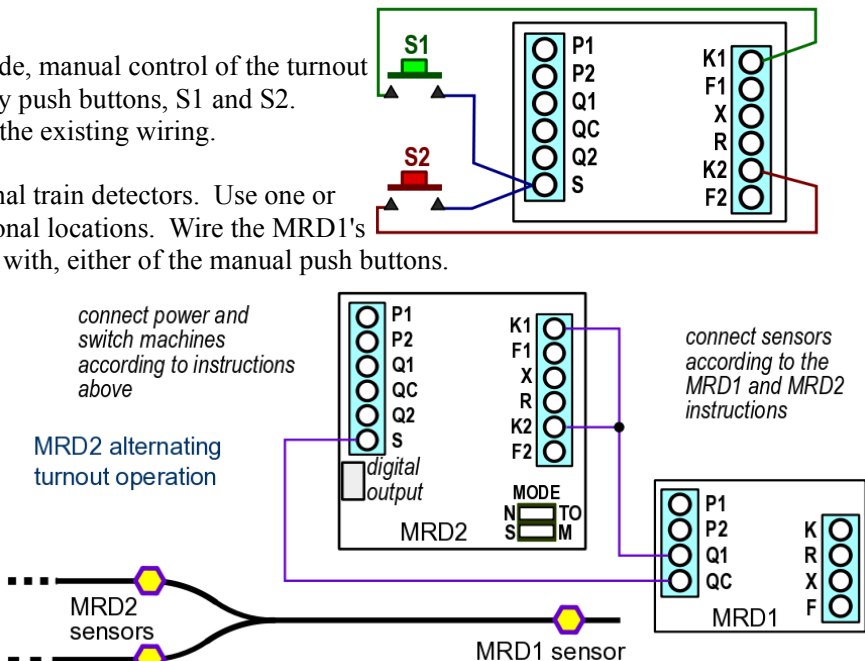 de, manual control of the turnout
y push buttons, S1 and S2.
the existing wiring.
nal train detectors.  Use one or
onal locations.  Wire the MRD1's
with, either of the manual push buttons.
S1
S2
P1
P2
Q1
QC
Q2
S
K1
F1
X
R
K2
F2
connect power and
switch machines
according to instructions
above
MRD2 alternating
turnout operation
P1
P2
Q1
QC
Q2
S
digital
output
K1
F1
X
R
K2
F2
MODE
N TO
S M
MRD2
connect sensors
according to the
MRD1 and MRD2
instructions
P1
P2
Q1
QC
K
R
X
F
MRD1
MRD2
sensors
MRD1 sensor